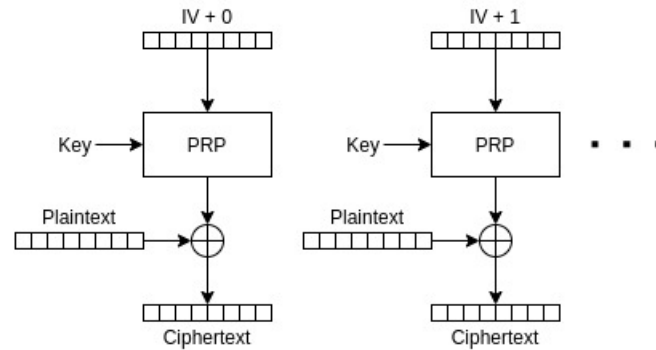 IV + 0
IV + 1
Key
PRP
Key
PRP
Plaintext
Plaintext
Ciphertext
Ciphertext